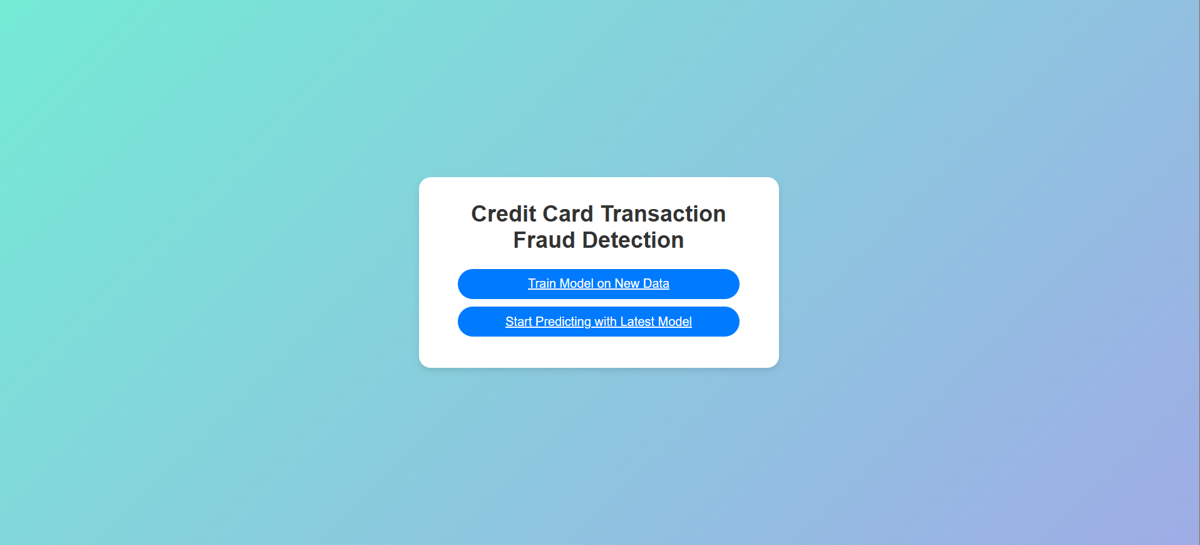 Credit Card Transaction
Fraud Detection
Train Model on New Data
Start Predicting with Latest Model